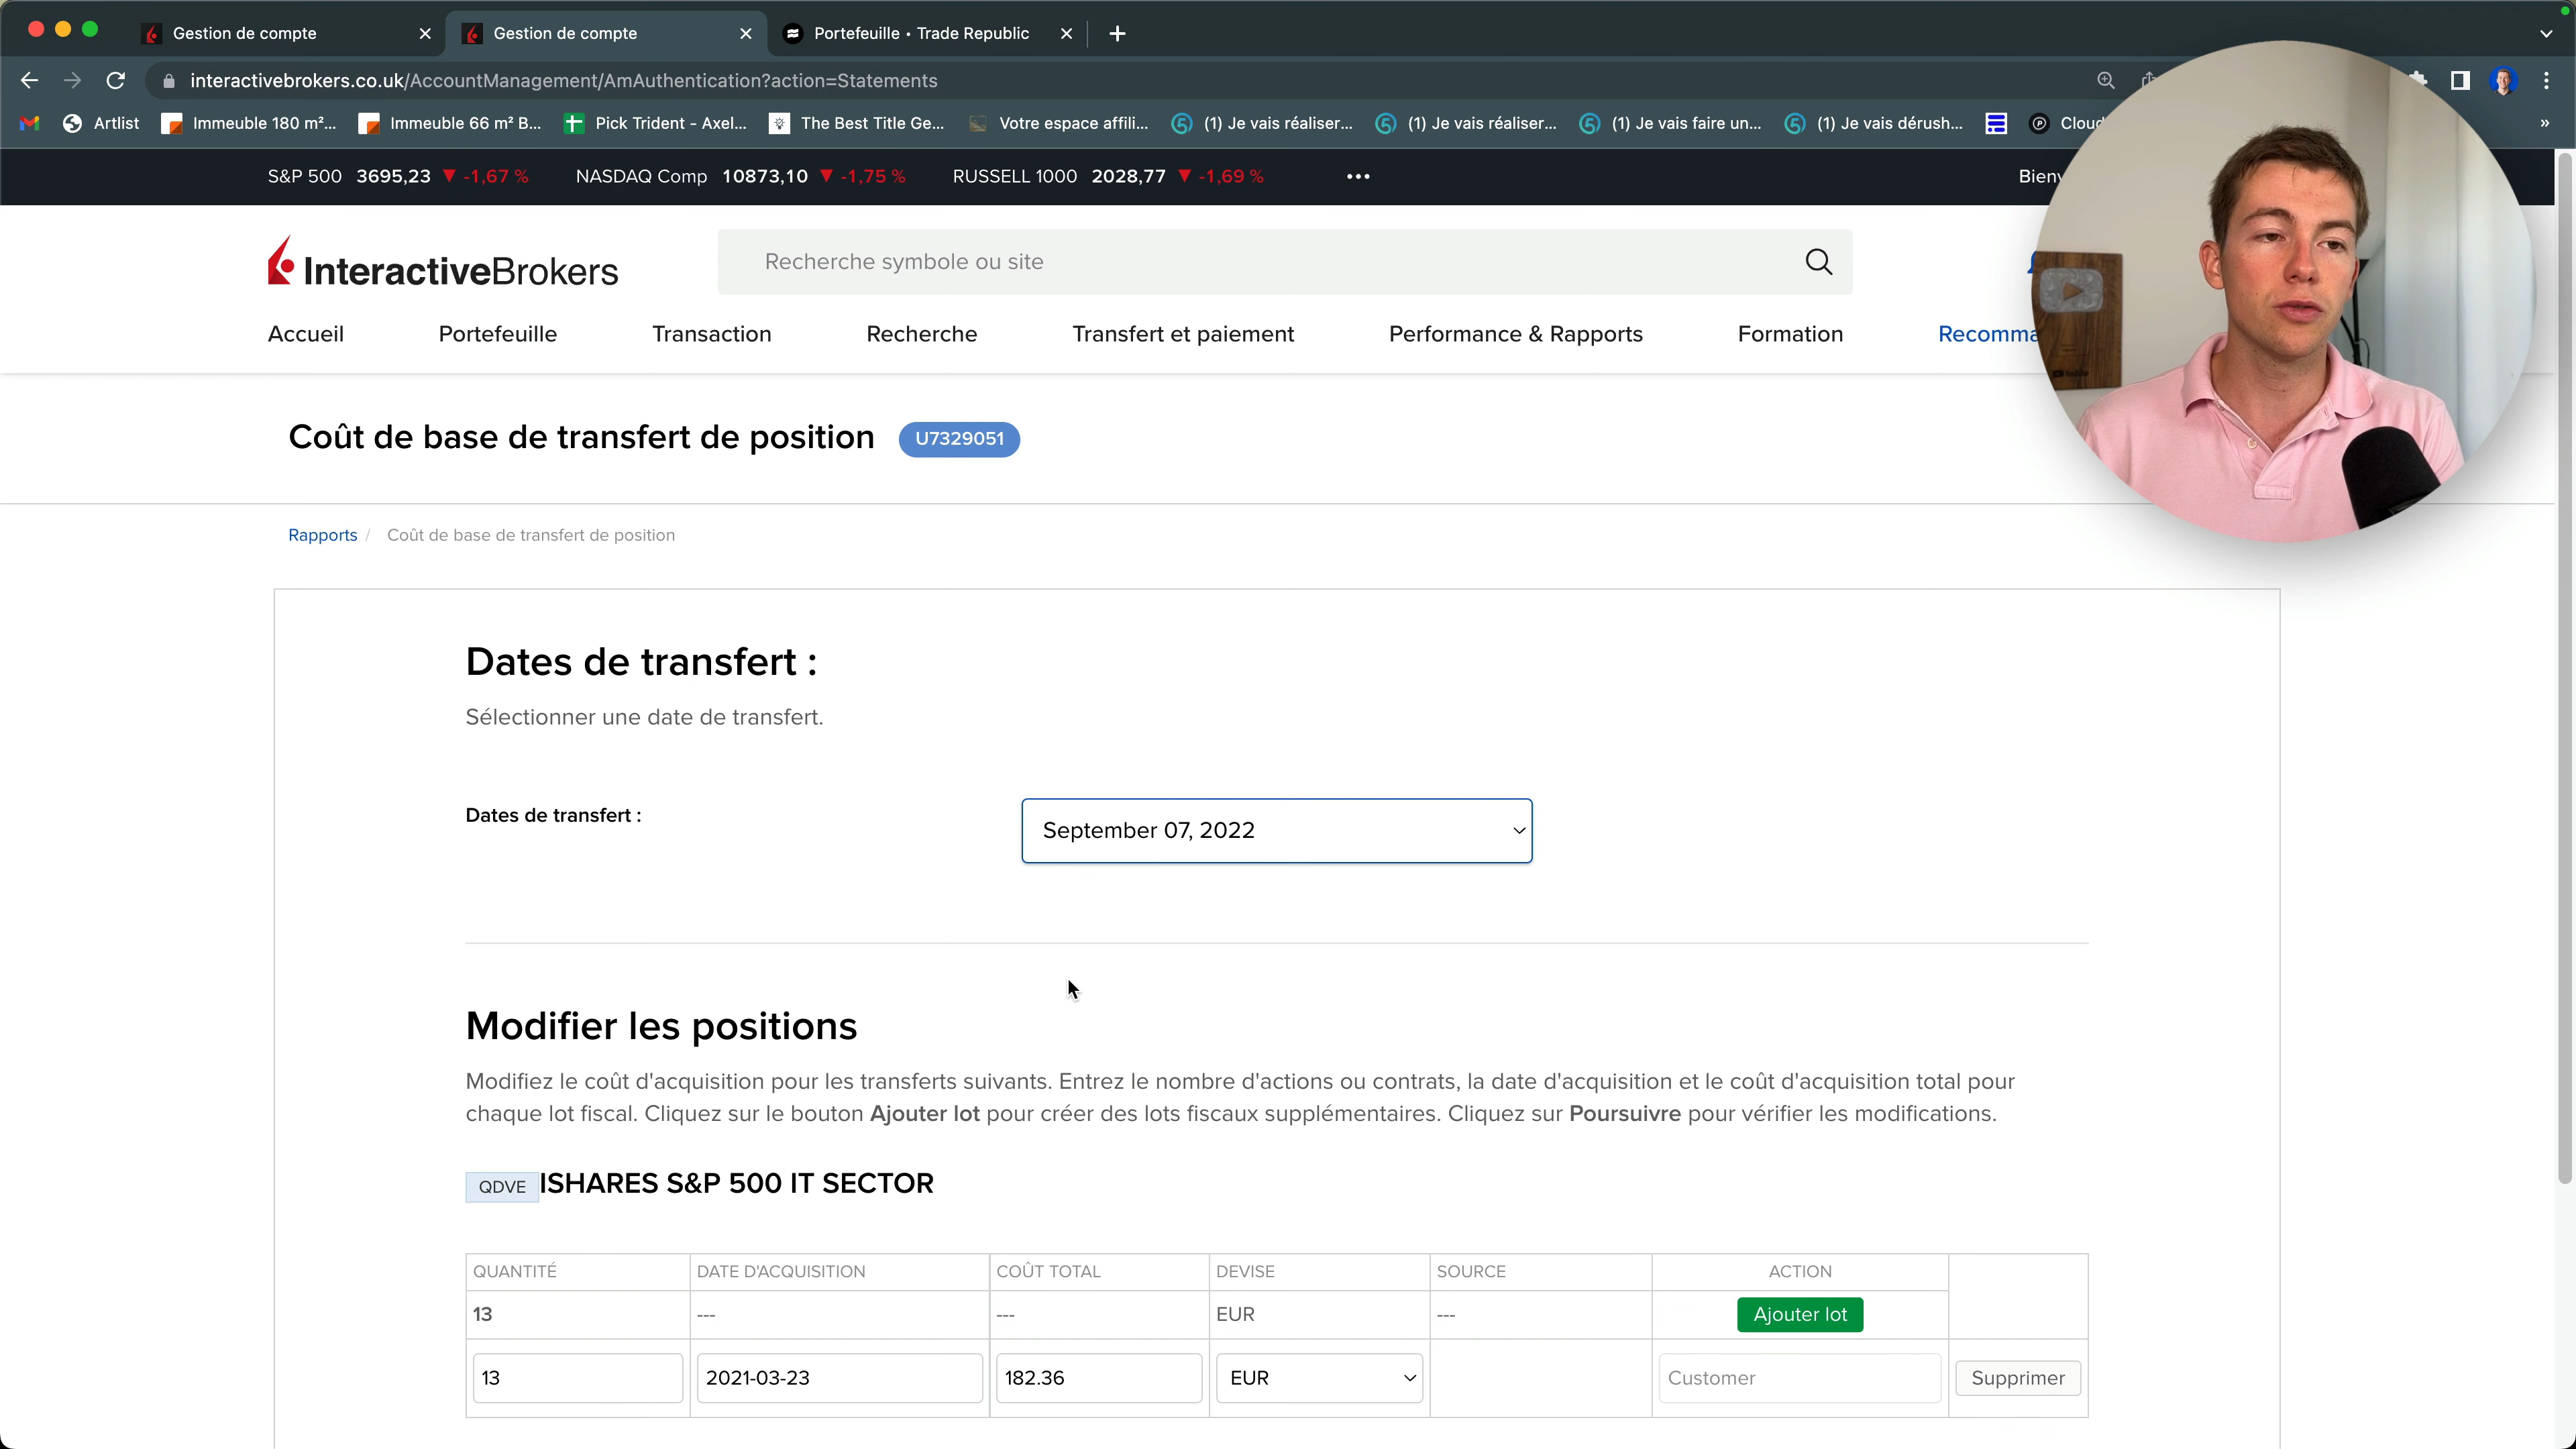 Gestion de compte
Gestion de compte
Portefeuille • Trade Republic
interactivebrokers.co.uk/AccountManagement/AmAuthentication?action=Statements
Artlist
Immeuble 180 m²...
Immeuble 66 m² B...
Pick Trident - Axel...
The Best Title Ge...
Votre espace affili...
(1) Je vais réaliser...
(1) Je vais réaliser...
(1) Je vais faire un...
(1) Je vais dérush...
»
S&P 500 3695,23 ▼ -1,67 %
NASDAQ Comp 10873,10 ▼ -1,75 %
RUSSELL 1000 2028,77 ▼ -1,69 %
•••
InteractiveBrokers
Recherche symbole ou site
Accueil
Portefeuille
Transaction
Recherche
Transfert et paiement
Performance & Rapports
Formation
Coût de base de transfert de position U7329051
Rapports / Coût de base de transfert de position
Dates de transfert :
Sélectionner une date de transfert.
Dates de transfert :
September 07, 2022
Modifier les positions
Modifiez le coût d'acquisition pour les transferts suivants. Entrez le nombre d'actions ou contrats, la date d'acquisition et le coût d'acquisition total pour
chaque lot fiscal. Cliquez sur le bouton Ajouter lot pour créer des lots fiscaux supplémentaires. Cliquez sur Poursuivre pour vérifier les modifications.
QDVE ISHARES S&P 500 IT SECTOR
QUANTITÉ DATE D'ACQUISITION COÛT TOTAL DEVISE SOURCE ACTION
13 --- --- EUR --- Ajouter lot
13 2021-03-23 182.36 EUR Customer Supprimer